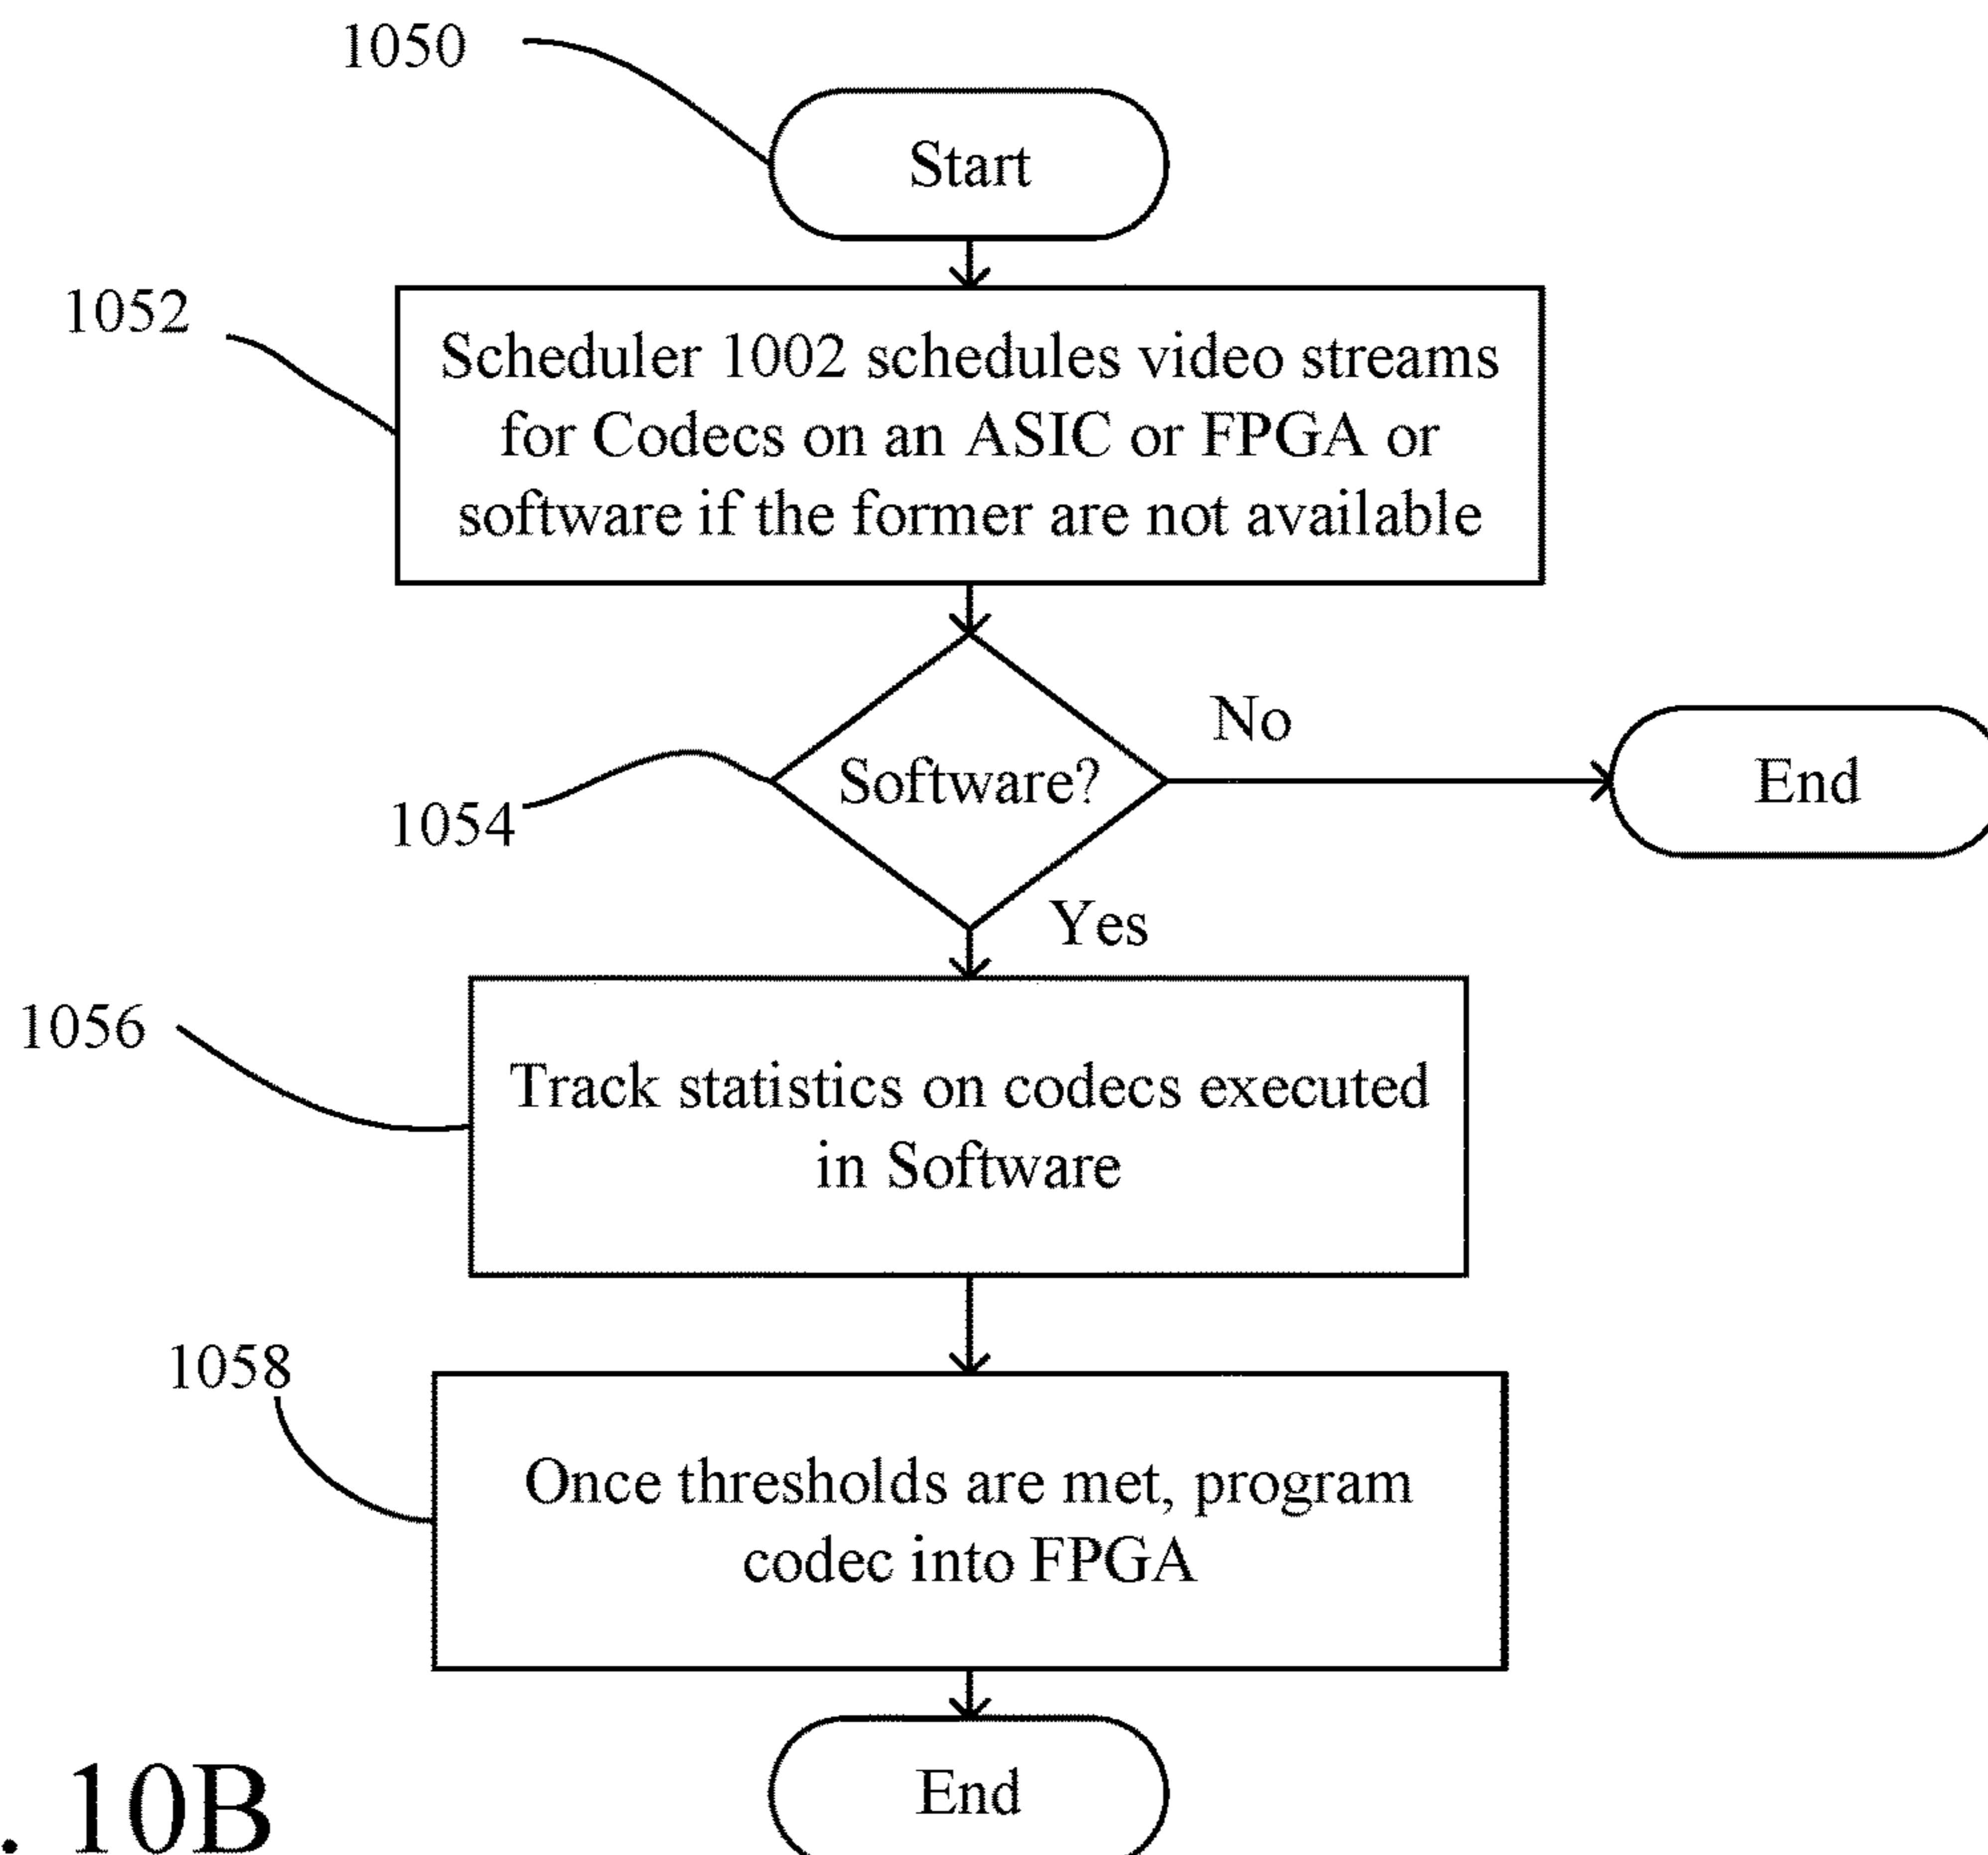 1050
Start
1052
Scheduler 1002 schedules video streams
for Codecs on an ASIC or FPGA or
software if the former are not available
No
Software?
End
1054
Yes
1056
Track statistics on codecs executed
in Software
1058
Once thresholds are met, program
codec into FPGA
End
. 10B